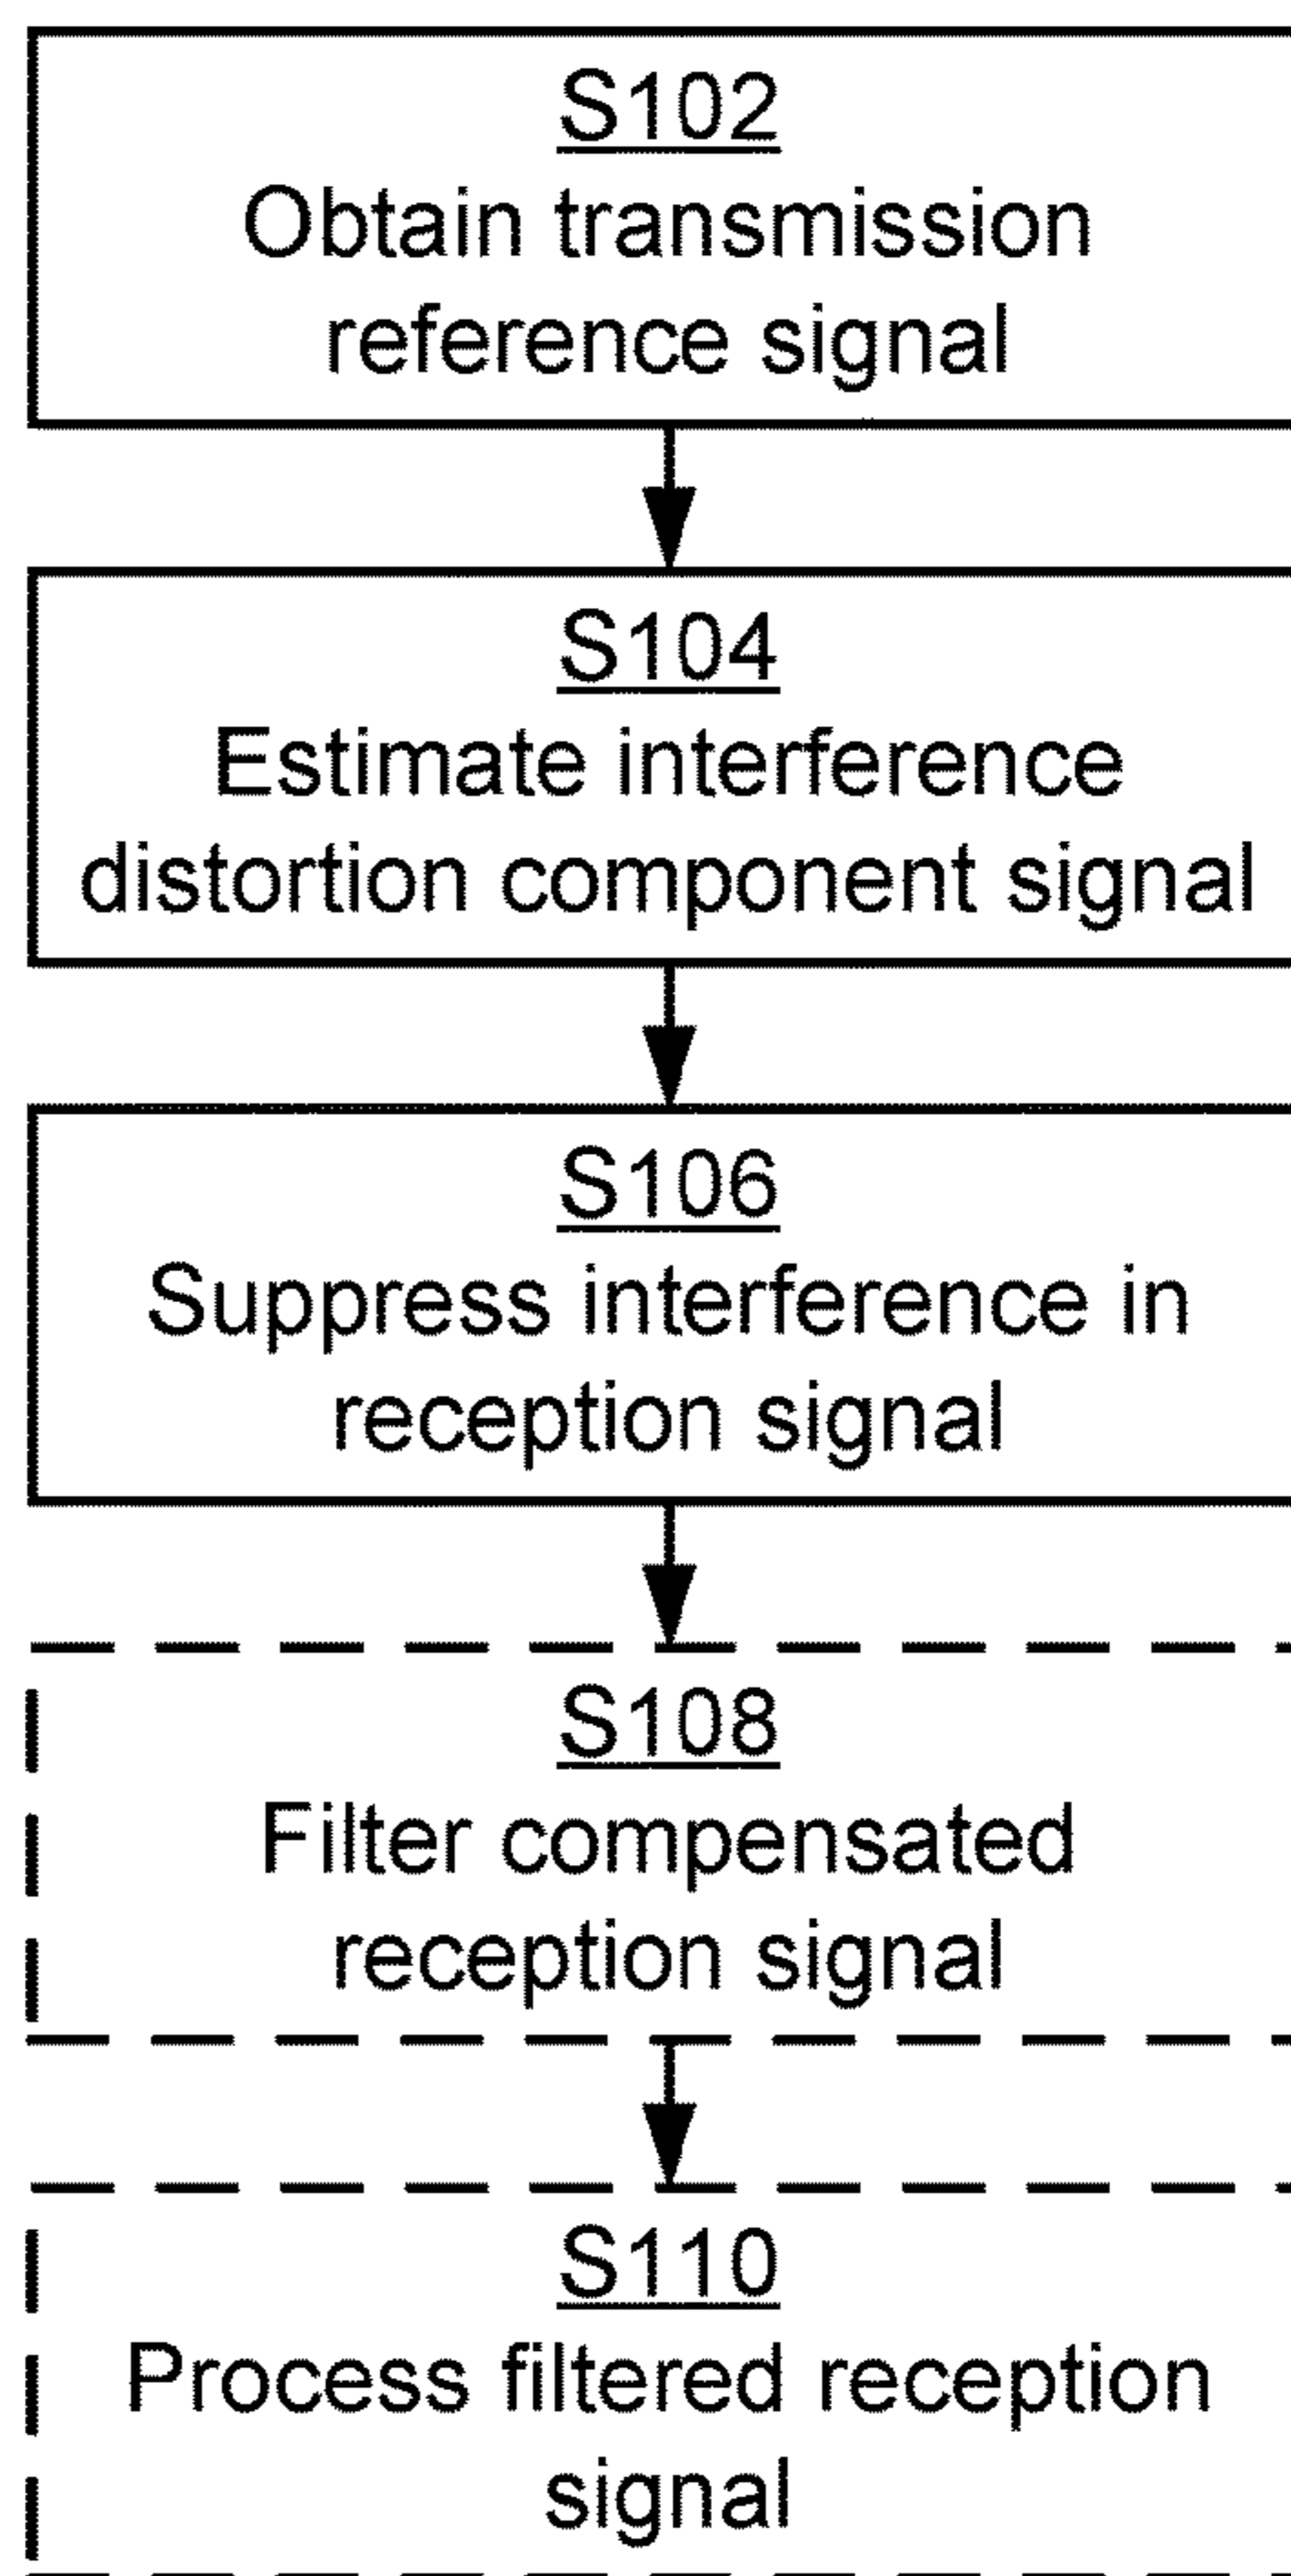 S102
Obtain transmission
reference signal
S104
Estimate interference
distortion component signal
S106
Suppress interference in
reception signal
S108
Filter compensated
reception signal
S110
Process filtered reception
signal